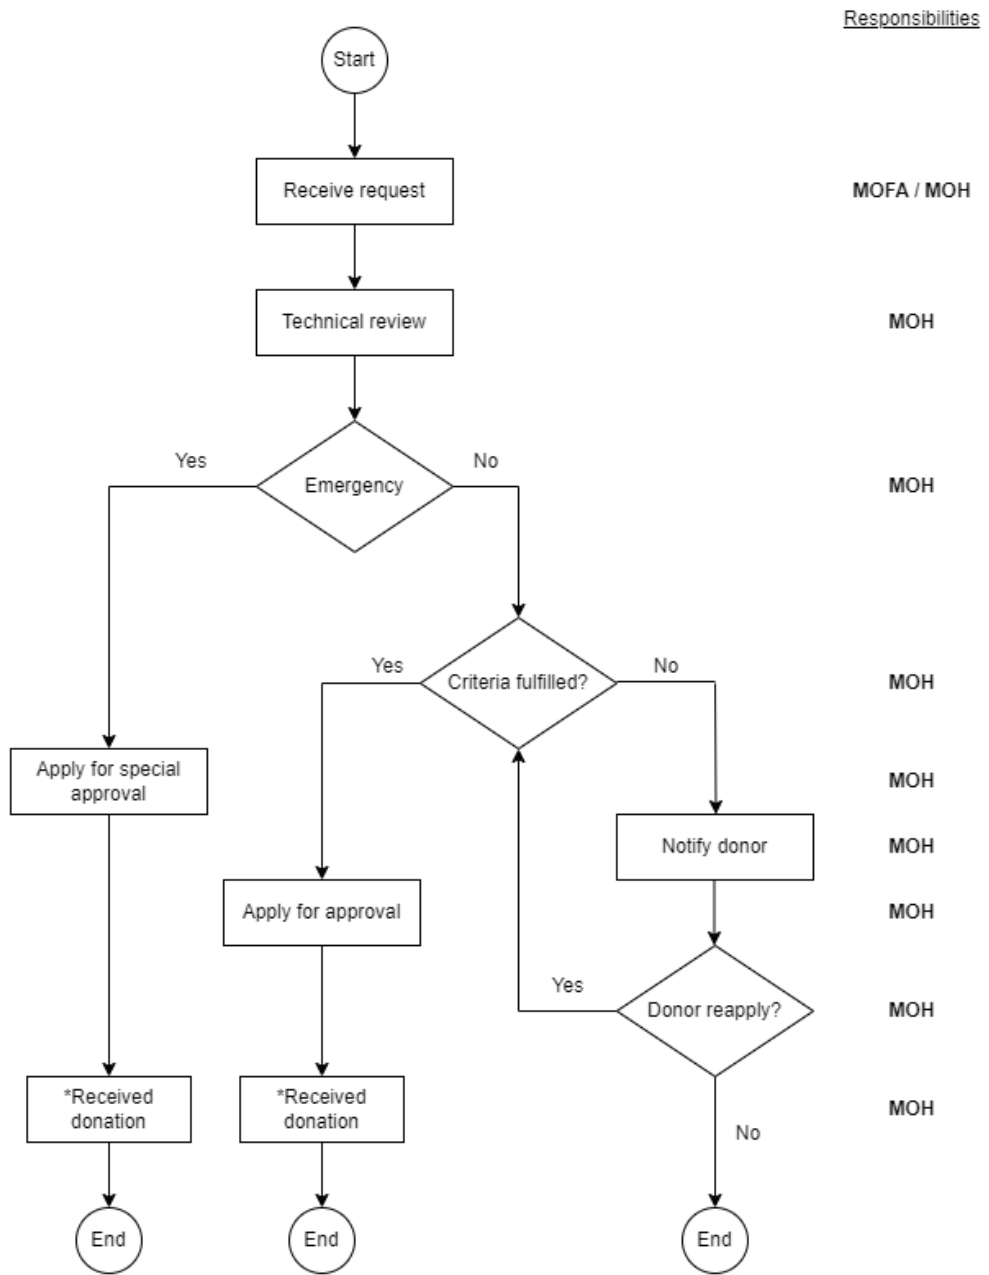 Responsibilities
Start
Receive request
MOFA / MOH
Technical review
MOH
Yes
No
Emergency
MOH
Yes
No
Criteria fulfilled?
MOH
Apply for special
approval
MOH
Notify donor
MOH
Apply for approval
MOH
Yes
Donor reapply?
MOH
*Received
donation
*Received
donation
MOH
No
End
End
End